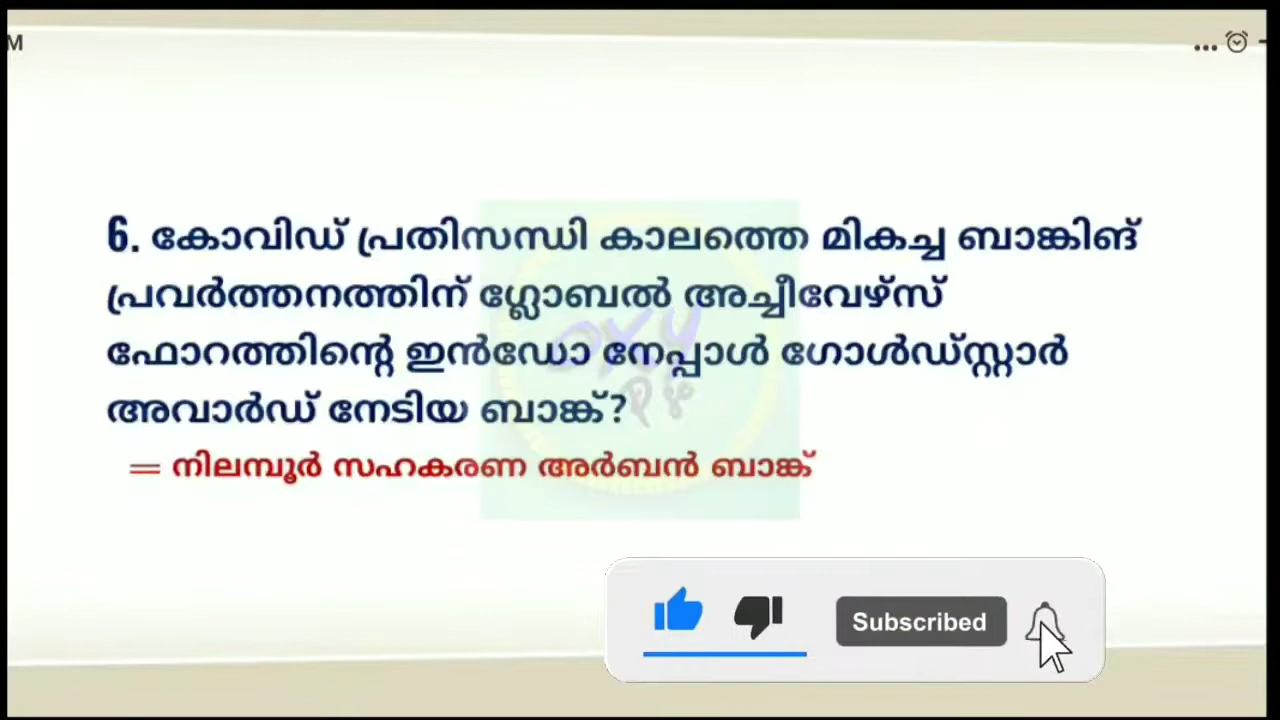 M
6. കോവിഡ് പ്രതിസന്ധി കാലത്തെ മികച്ച ബാങ്കിങ്
പ്രവർത്തനത്തിന് ഗ്ലോബൽ അച്ചീവേഴ്സ്
ഫോറത്തിന്റെ ഇൻഡോ നേപ്പാൾ ഗോൾഡ്സ്റ്റാർ
അവാർഡ് നേടിയ ബാങ്ക്?
= നിലമ്പൂർ സഹകരണ അർബൻ ബാങ്ക്
Subscribed